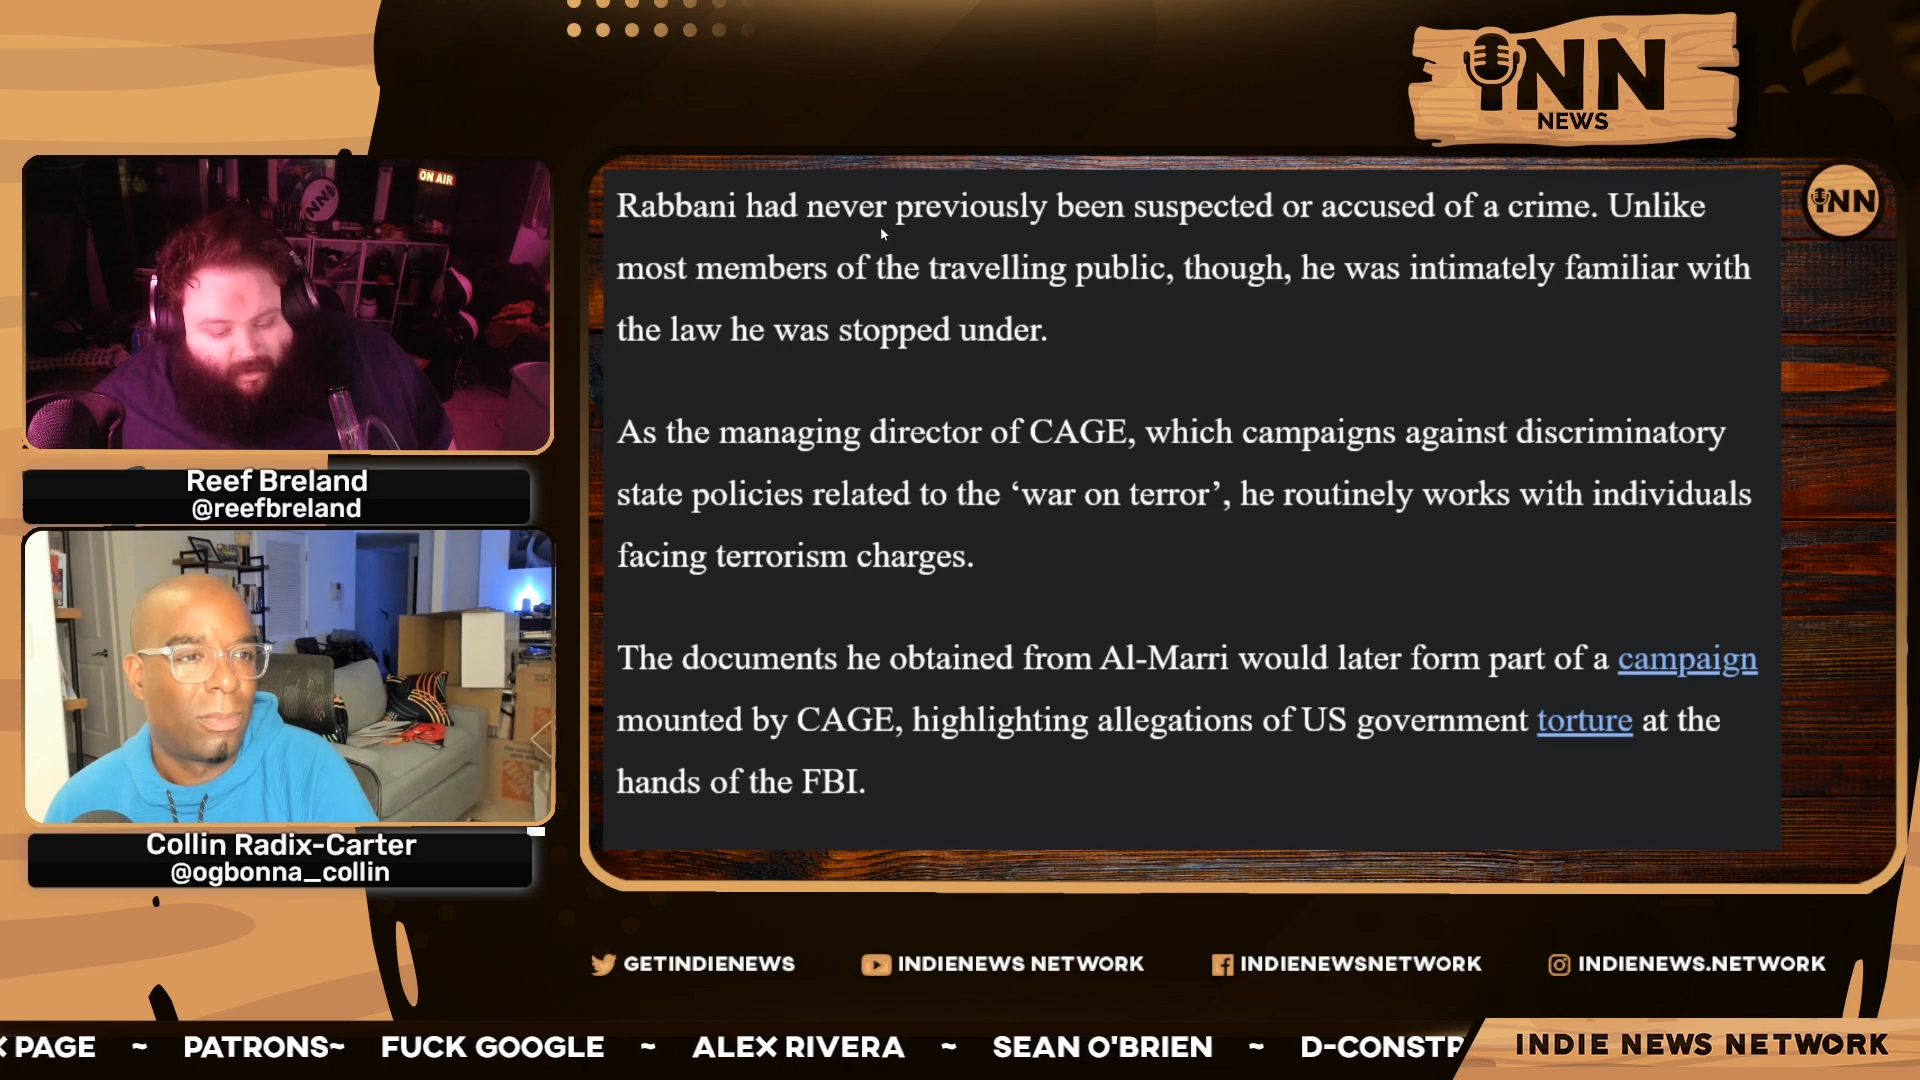 iNN
NEWS
ON AIR
iNN
Rabbani had never previously been suspected or accused of a crime. Unlike
most members of the travelling public, though, he was intimately familiar with
the law he was stopped under.
As the managing director of CAGE, which campaigns against discriminatory
state policies related to the ‘war on terror’, he routinely works with individuals
facing terrorism charges.
The documents he obtained from Al-Marri would later form part of a campaign
mounted by CAGE, highlighting allegations of US government torture at the
hands of the FBI.
iNN
Reef Breland
@reefbreland
Collin Radix-Carter
@ogbonna_collin
GETINDIENEWS
INDIENEWS NETWORK
INDIENEWSNETWORK
INDIENEWS.NETWORK
PAGE ~ PATRONS~ FUCK GOOGLE ~ ALEX RIVERA ~ SEAN O'BRIEN ~ D-CONSTR
INDIE NEWS NETWORK